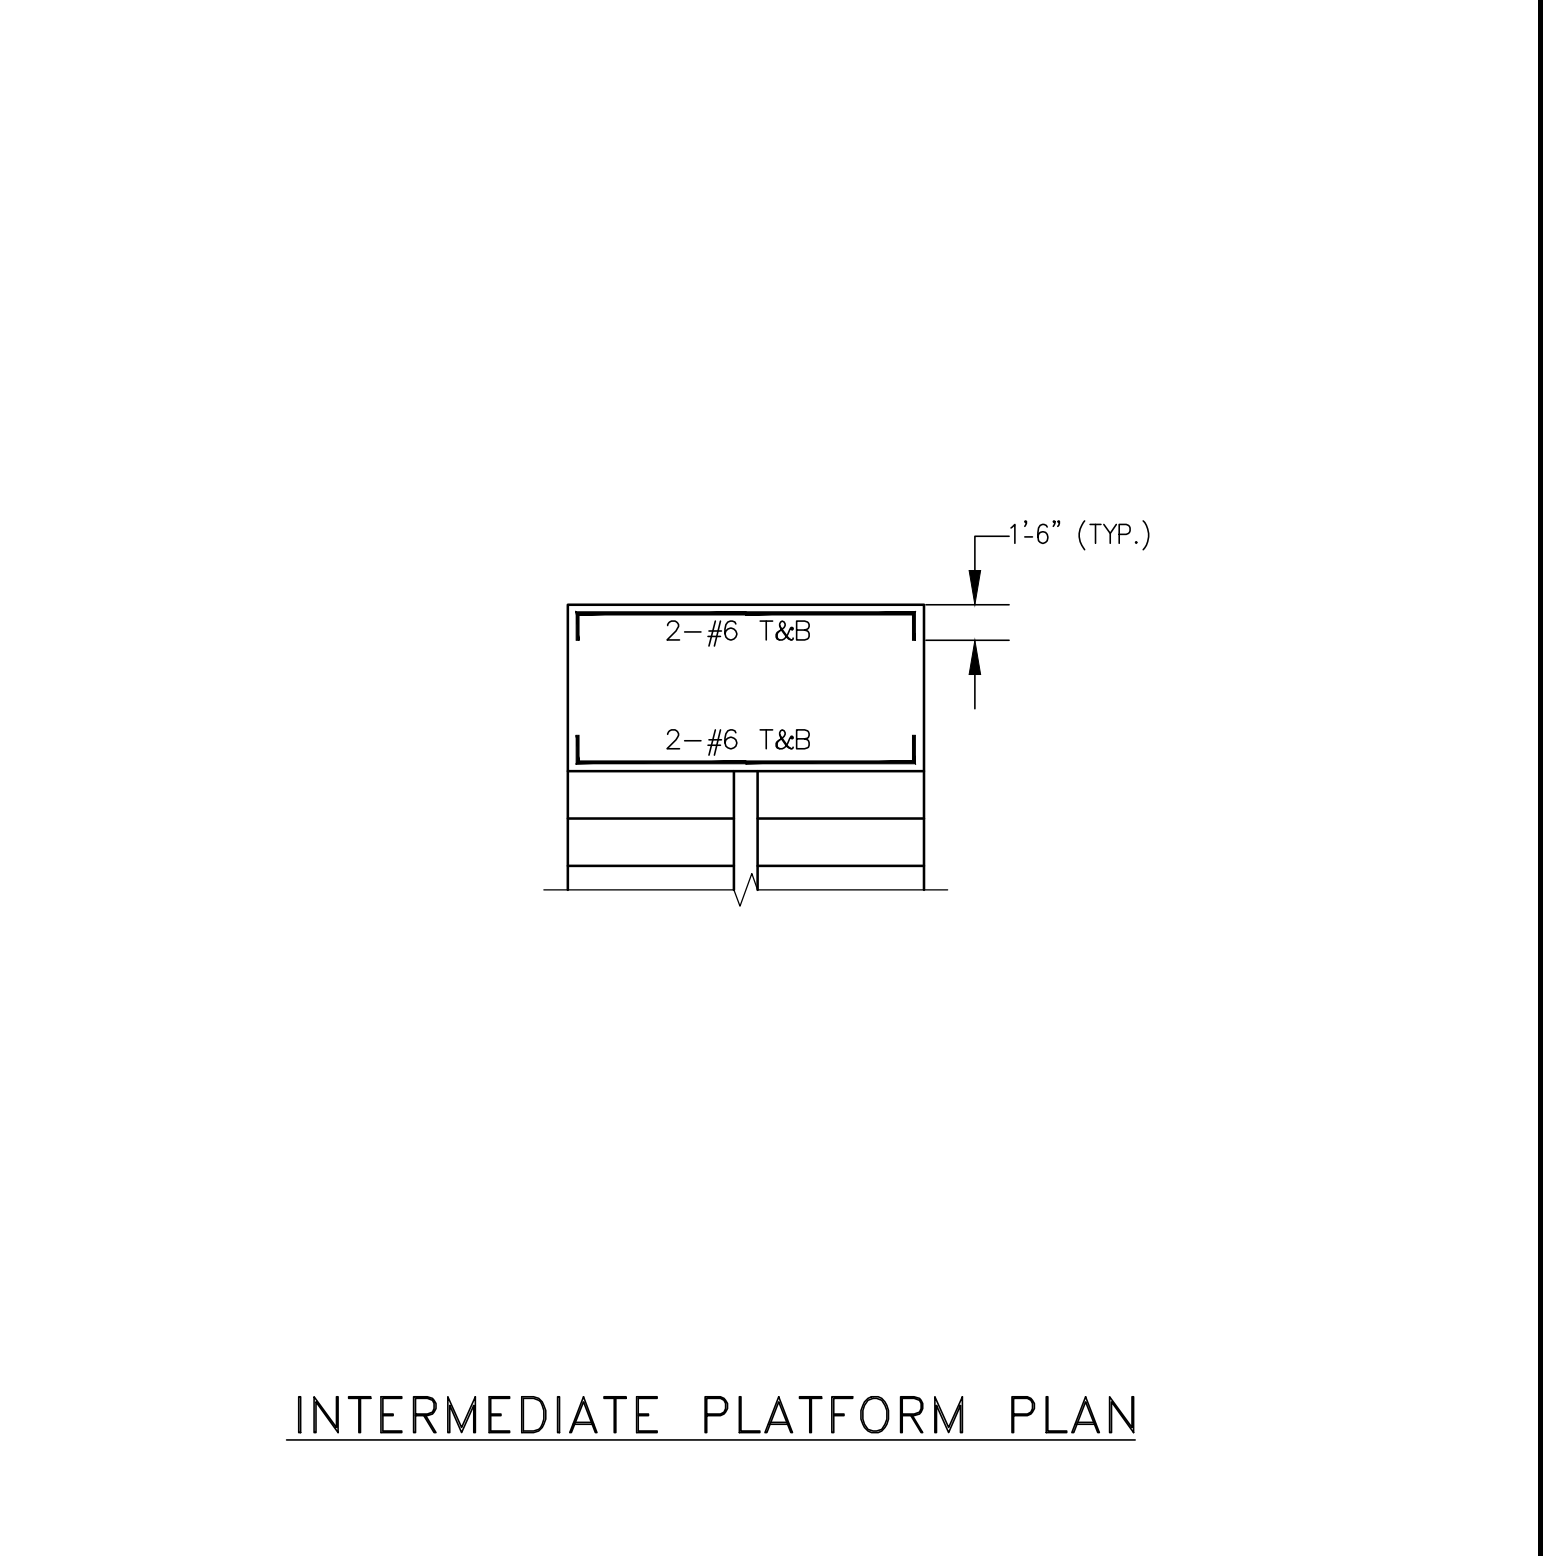 1'-6" (TYP.)
2-#6 T&B
2-#6 T&B
INTERMEDIATE PLATFORM PLAN